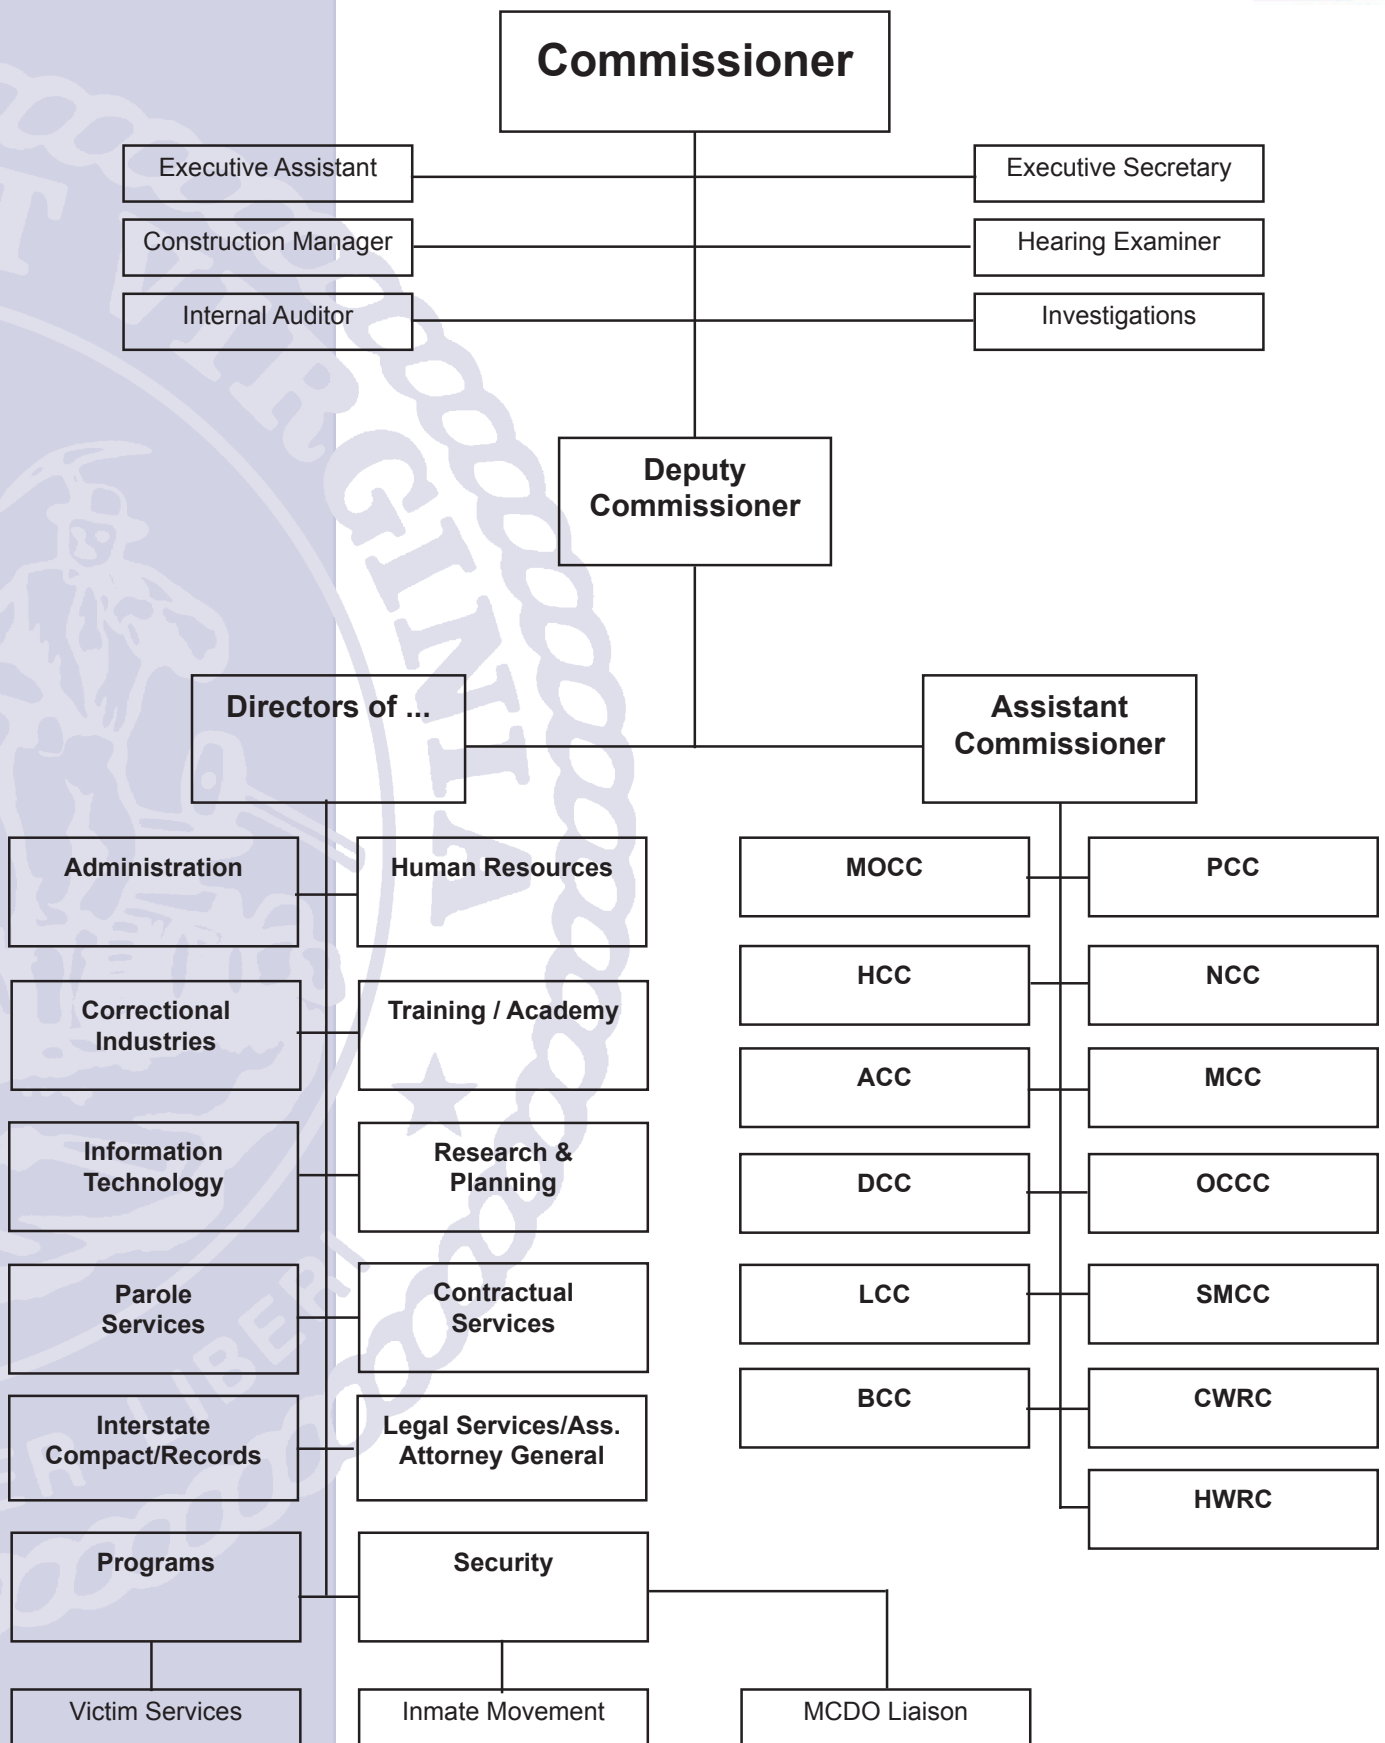 Commissioner
Executive Assistant
Executive Secretary
Construction Manager
Hearing Examiner
Internal Auditor
Investigations
Deputy
Commissioner
Directors of ...
Assistant
Commissioner
Administration
Human Resources
MOCC
PCC
HCC
NCC
Correctional
Industries
Training / Academy
ACC
MCC
Information
Technology
Research &
Planning
DCC
OCCC
Parole
Services
Contractual
Services
LCC
SMCC
BCC
CWRC
Interstate
Compact/Records
Legal Services/Ass.
Attorney General
HWRC
Programs
Security
Victim Services
Inmate Movement
MCDO Liaison
T VIRGINIA
ER LIBERI